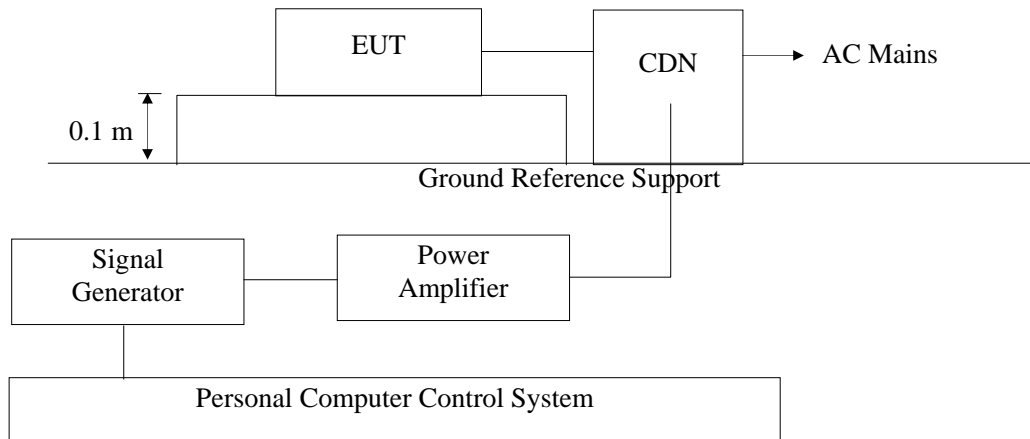 EUT
CDN
AC Mains
0.1 m
Ground Reference Support
Signal
Generator
Power
Amplifier
Personal Computer Control System